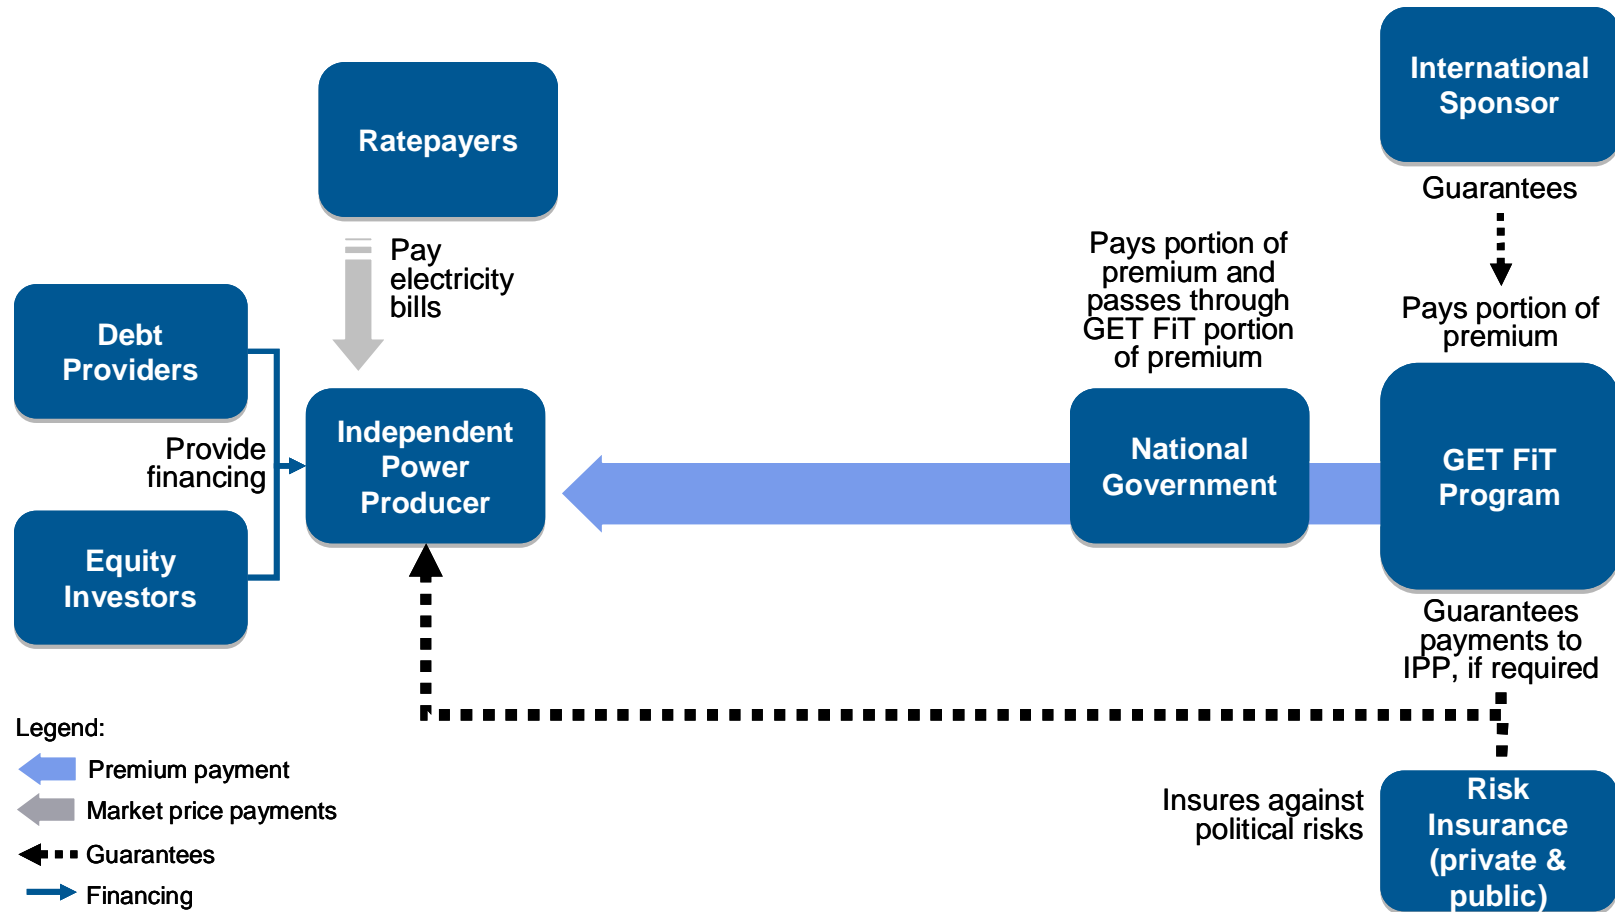 International
Sponsor
Ratepayers
Guarantees
Pay
electricity
bills
Pays portion of
premium and
passes through
GET FiT portion
of premium
Pays portion of
premium
Debt
Providers
Independent
Power
Producer
Provide
financing
National
Government
GET FiT
Program
Equity
Investors
Guarantees
payments to
IPP, if required
Legend:
Premium payment
Market price payments
Guarantees
Financing
Insures against
political risks
Risk
Insurance
(private &
public)